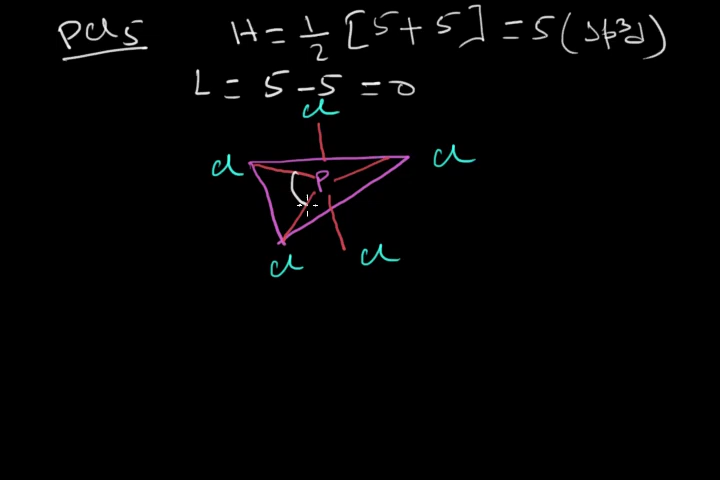 PCl5 H = 1/2 [5 + 5] = 5 (sp³d)
L = 5 - 5 = 0
Cl
Cl P Cl
Cl Cl